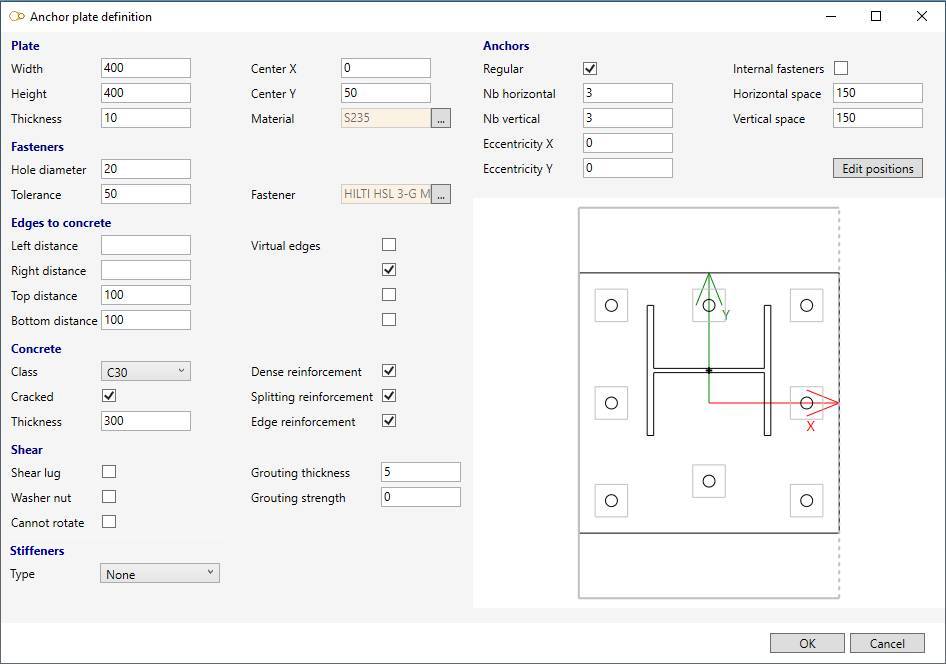 Anchor plate definition
Plate
Width 400 Center X 0
Height 400 Center Y 50
Thickness 10 Material S235 ...
Fasteners
Hole diameter 20
Tolerance 50 Fastener HILTI HSL 3-G M ...
Edges to concrete
Left distance Virtual edges
Right distance
Top distance 100
Bottom distance 100
Concrete
Class C30 Dense reinforcement
Cracked Splitting reinforcement
Thickness 300 Edge reinforcement
Shear
Shear lug Grouting thickness 5
Washer nut Grouting strength 0
Cannot rotate
Stiffeners
Type None
Anchors
Regular Internal fasteners
Nb horizontal 3 Horizontal space 150
Nb vertical 3 Vertical space 150
Eccentricity X 0
Eccentricity Y 0 Edit positions
Y
X
OK Cancel